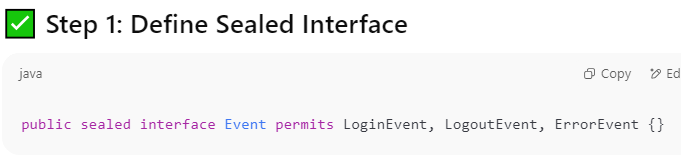 ✅ Step 1: Define Sealed Interface
java Copy Ed
public sealed interface Event permits LoginEvent, LogoutEvent, ErrorEvent {}